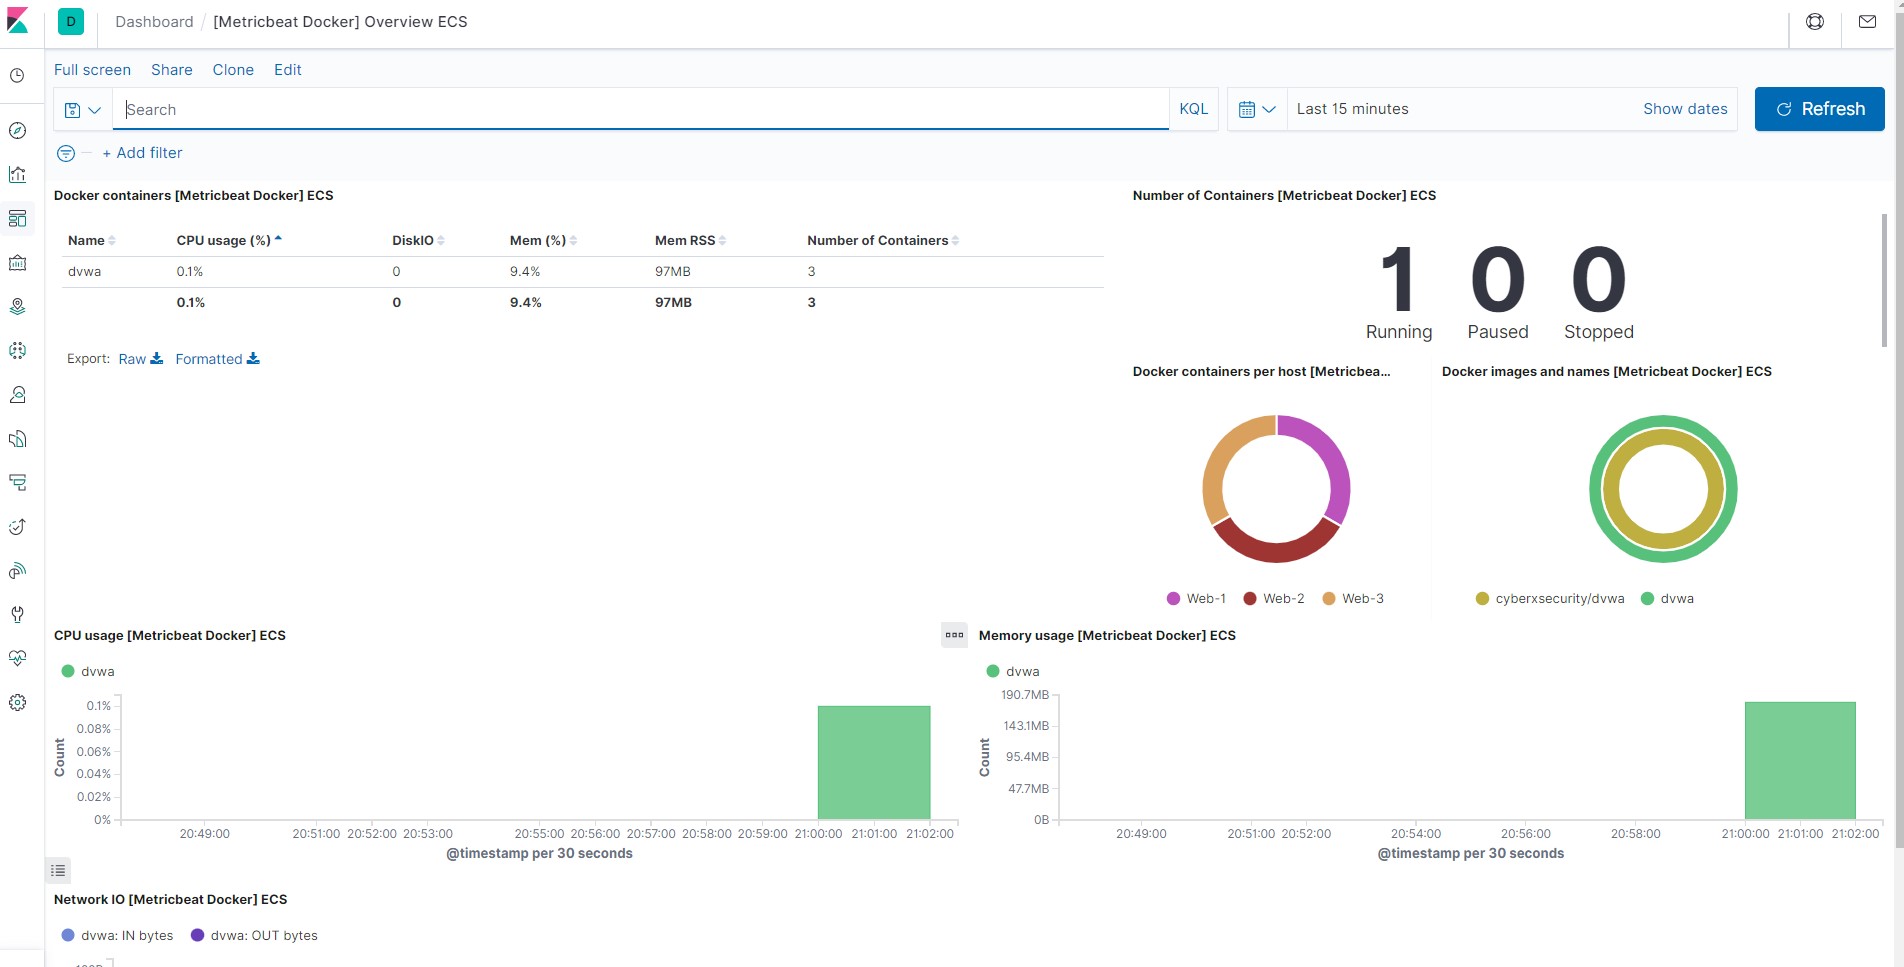 D Dashboard / [Metricbeat Docker] Overview ECS
Full screen Share Clone Edit
Search KQL Last 15 minutes Show dates Refresh
+ Add filter
Docker containers [Metricbeat Docker] ECS
Name CPU usage (%) DiskIO Mem (%) Mem RSS Number of Containers
dvwa 0.1% 0 9.4% 97MB 3
0.1% 0 9.4% 97MB 3
Export: Raw Formatted
Number of Containers [Metricbeat Docker] ECS
1 0 0
Running Paused Stopped
Docker containers per host [Metricbea...
Web-1 Web-2 Web-3
Docker images and names [Metricbeat Docker] ECS
cyberxsecurity/dvwa dvwa
CPU usage [Metricbeat Docker] ECS
dvwa
0.1%
0.08%
0.06%
0.04%
0.02%
0%
Count
20:49:00 20:51:00 20:52:00 20:53:00 20:55:00 20:56:00 20:57:00 20:58:00 20:59:00 21:00:00 21:01:00 21:02:00
@timestamp per 30 seconds
Memory usage [Metricbeat Docker] ECS
dvwa
190.7MB
143.1MB
95.4MB
47.7MB
0B
Count
20:49:00 20:51:00 20:52:00 20:54:00 20:56:00 20:58:00 21:00:00 21:01:00 21:02:00
@timestamp per 30 seconds
Network IO [Metricbeat Docker] ECS
dvwa: IN bytes dvwa: OUT bytes